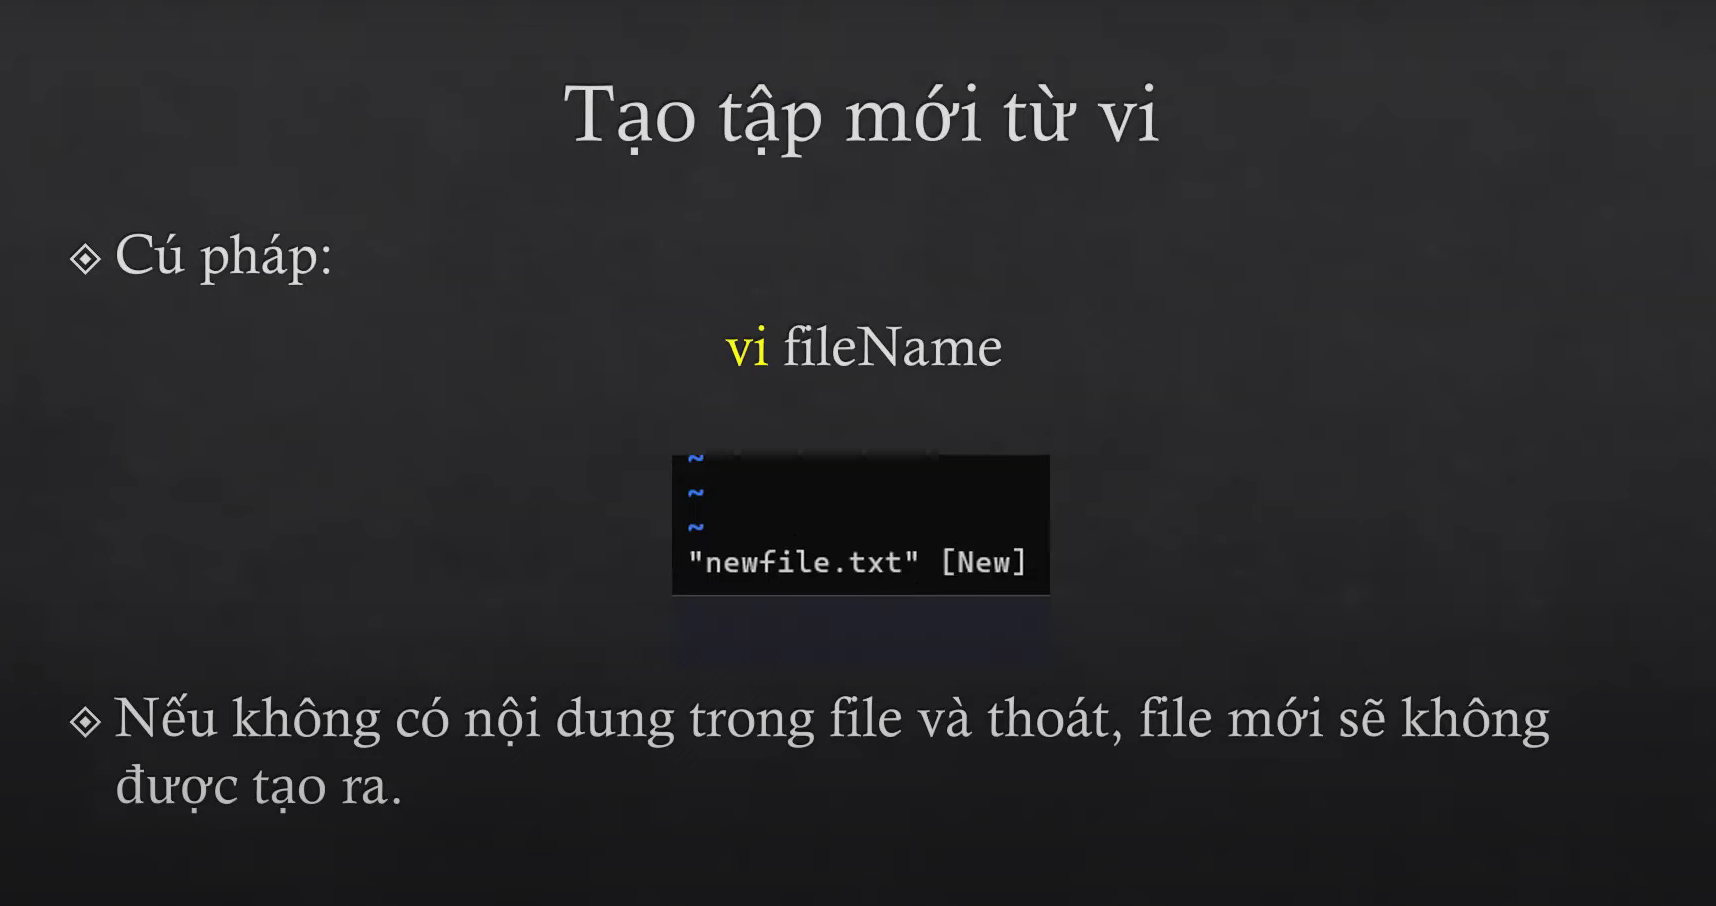 Tạo tập mới từ vi
Cú pháp:
vi fileName
~
~
~
"newfile.txt" [New]
Nếu không có nội dung trong file và thoát, file mới sẽ không
được tạo ra.